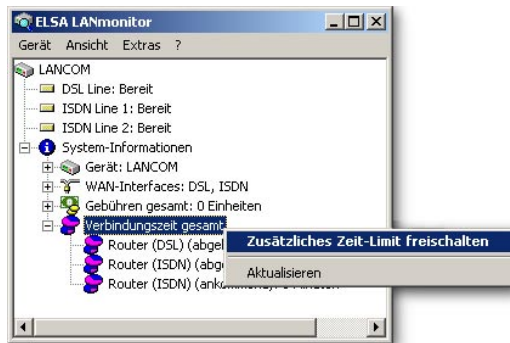 ELSA LANmonitor
Gerät Ansicht Extras ?
LANCOM
DSL Line: Bereit
ISDN Line 1: Bereit
ISDN Line 2: Bereit
System-Informationen
Gerät: LANCOM
WAN-Interfaces: DSL, ISDN
Gebühren gesamt: 0 Einheiten
Verbindungszeit gesamt
Zusätzliches Zeit-Limit freischalten
Router (DSL)
Router (ISDN)
Aktualisieren
Router (ISDN)